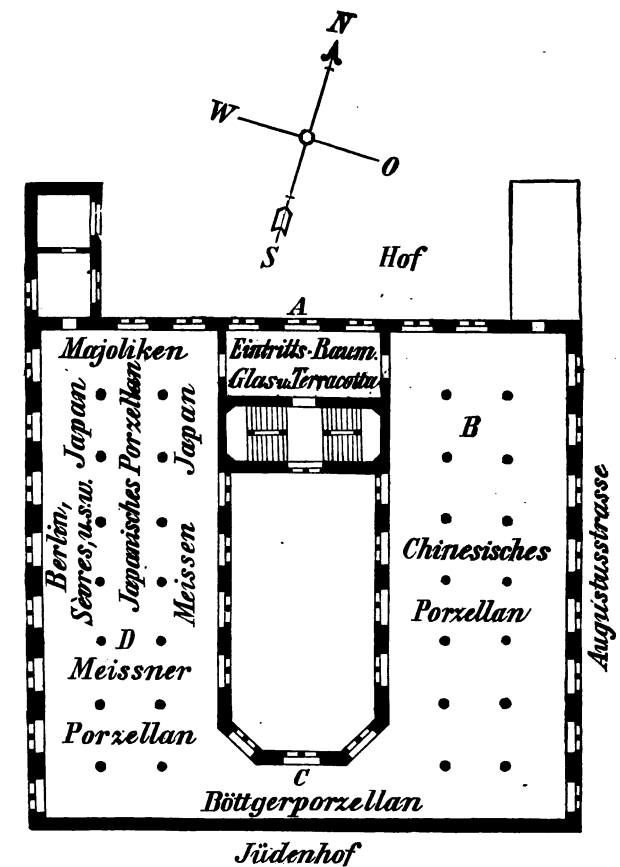 N
W
O
S
Hof
A
Majoliken
Eintritts-Raum.
Glas u. Terracotta
Japan
Japanisches Porzellan
Japan
B
Berlin,
Sèvres, u.s.w.
Meissen
Chinesisches
Porzellan
Augustusstrasse
D
Meissner
Porzellan
C
Böttgerporzellan
Jüdenhof